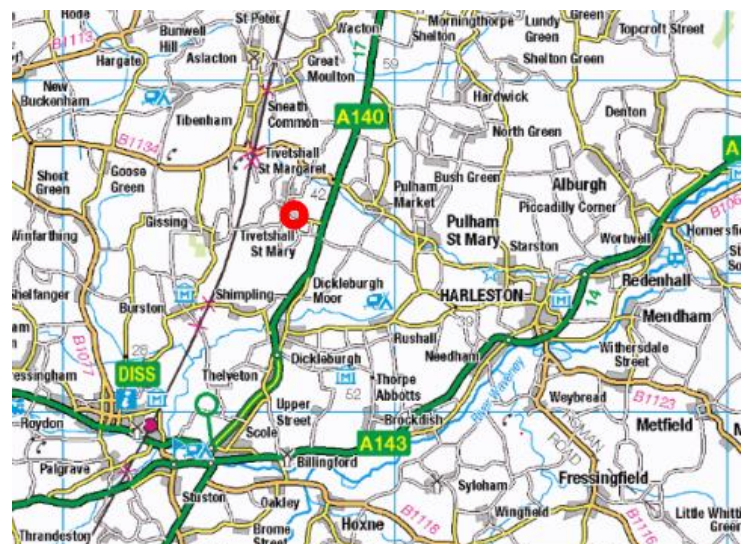 Rode
Bunwell
Hill
St Peter
Wacton
Morningthorpe
Shelton
Lundy
Green
Topcroft Street
B1113
Hargate
Aslacton
Great
Moulton
17
59
Shelton Green
New
Buckenham
Tibenham
Sneath
Common
Hardwick
A140
North Green
Denton
52
B1134
Tivetshall
St Margaret
A
Short
Green
Goose
Green
42
Pulham
Market
Bush Green
Alburgh
Piccadilly Corner
Gissing
Pulham
St Mary
Starston
Wortwell
Winfarthing
Tivetshall
St Mary
Dickleburgh
Moor
Redenhall
Shimpling
HARLESTON
14
Burston
Mendham
28
39
Rushall
Needham
B1077
DISS
Dickleburgh
Withersdale
Street
Thelveton
Thorpe
Abbotts
52
River Waveney
Weybread
B1123
Upper
Street
Brockdish
Metfield
Roydon
Scole
A143
ROAD
Palgrave
Billingford
Fressingfield
Stuston
Oakley
Syleham
Thrandeston
Brome
Street
Hoxne
B1118
Wingfield
B1116
Little Whitti
Green